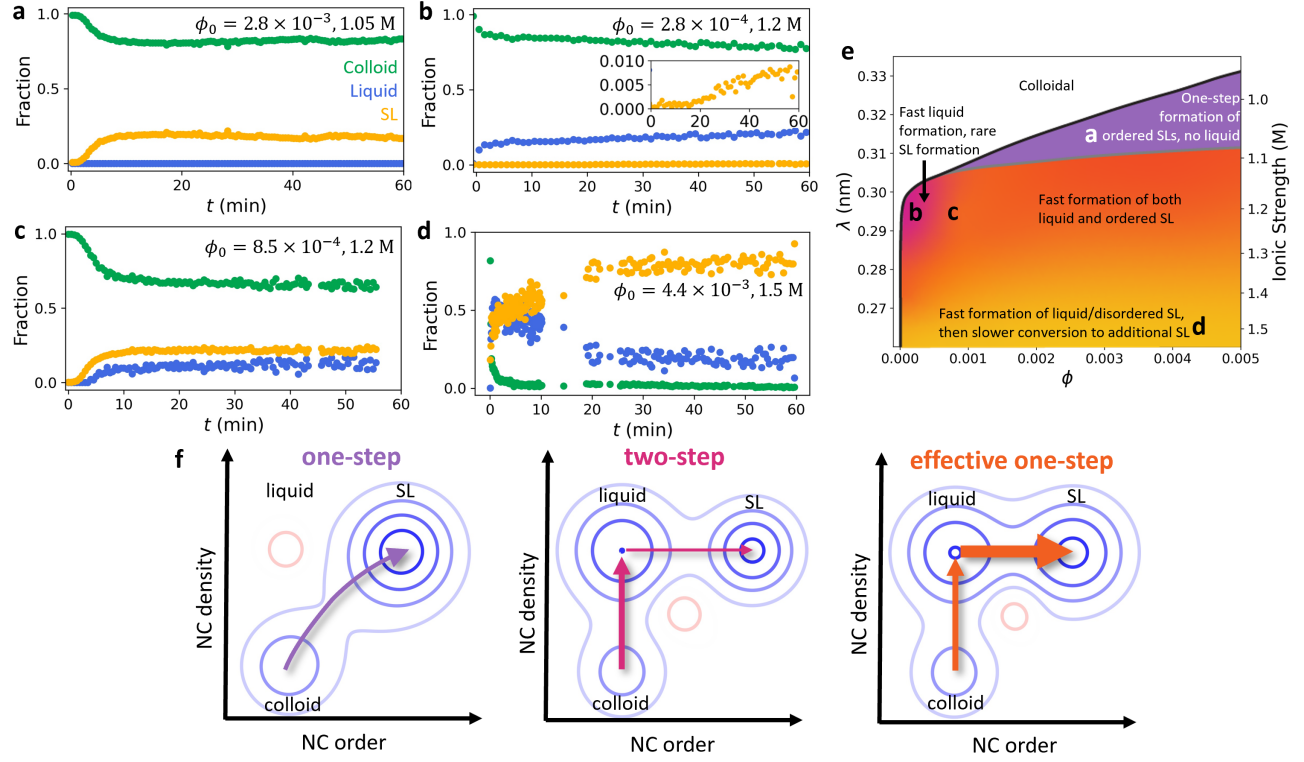 a
Fraction
1.0
0.5
0.0
ϕ₀ = 2.8 × 10⁻³, 1.05 M
Colloid
Liquid
SL
0
20
40
60
t (min)
b
Fraction
1.0
0.5
0.0
ϕ₀ = 2.8 × 10⁻⁴, 1.2 M
0.010
0.005
0.000
0
20
40
60
0
10
20
30
40
50
60
t (min)
c
Fraction
1.0
0.5
0.0
ϕ₀ = 8.5 × 10⁻⁴, 1.2 M
0
10
20
30
40
50
60
t (min)
d
Fraction
1.0
0.5
0.0
ϕ₀ = 4.4 × 10⁻³, 1.5 M
0
10
20
30
40
50
60
t (min)
e
λ (nm)
0.33
0.32
0.31
0.30
0.29
0.28
0.27
Colloidal
Fast liquid
formation, rare
SL formation
One-step
formation of
a ordered SLs, no liquid
b
c
Fast formation of both
liquid and ordered SL
Fast formation of liquid/disordered SL,
then slower conversion to additional SL
d
0.000
0.001
0.002
0.003
0.004
0.005
ϕ
1.0
1.1
1.2
1.3
1.4
1.5
Ionic Strength (M)
f
one-step
liquid
SL
colloid
NC density
NC order
two-step
liquid
SL
colloid
NC density
NC order
effective one-step
liquid
SL
colloid
NC density
NC order